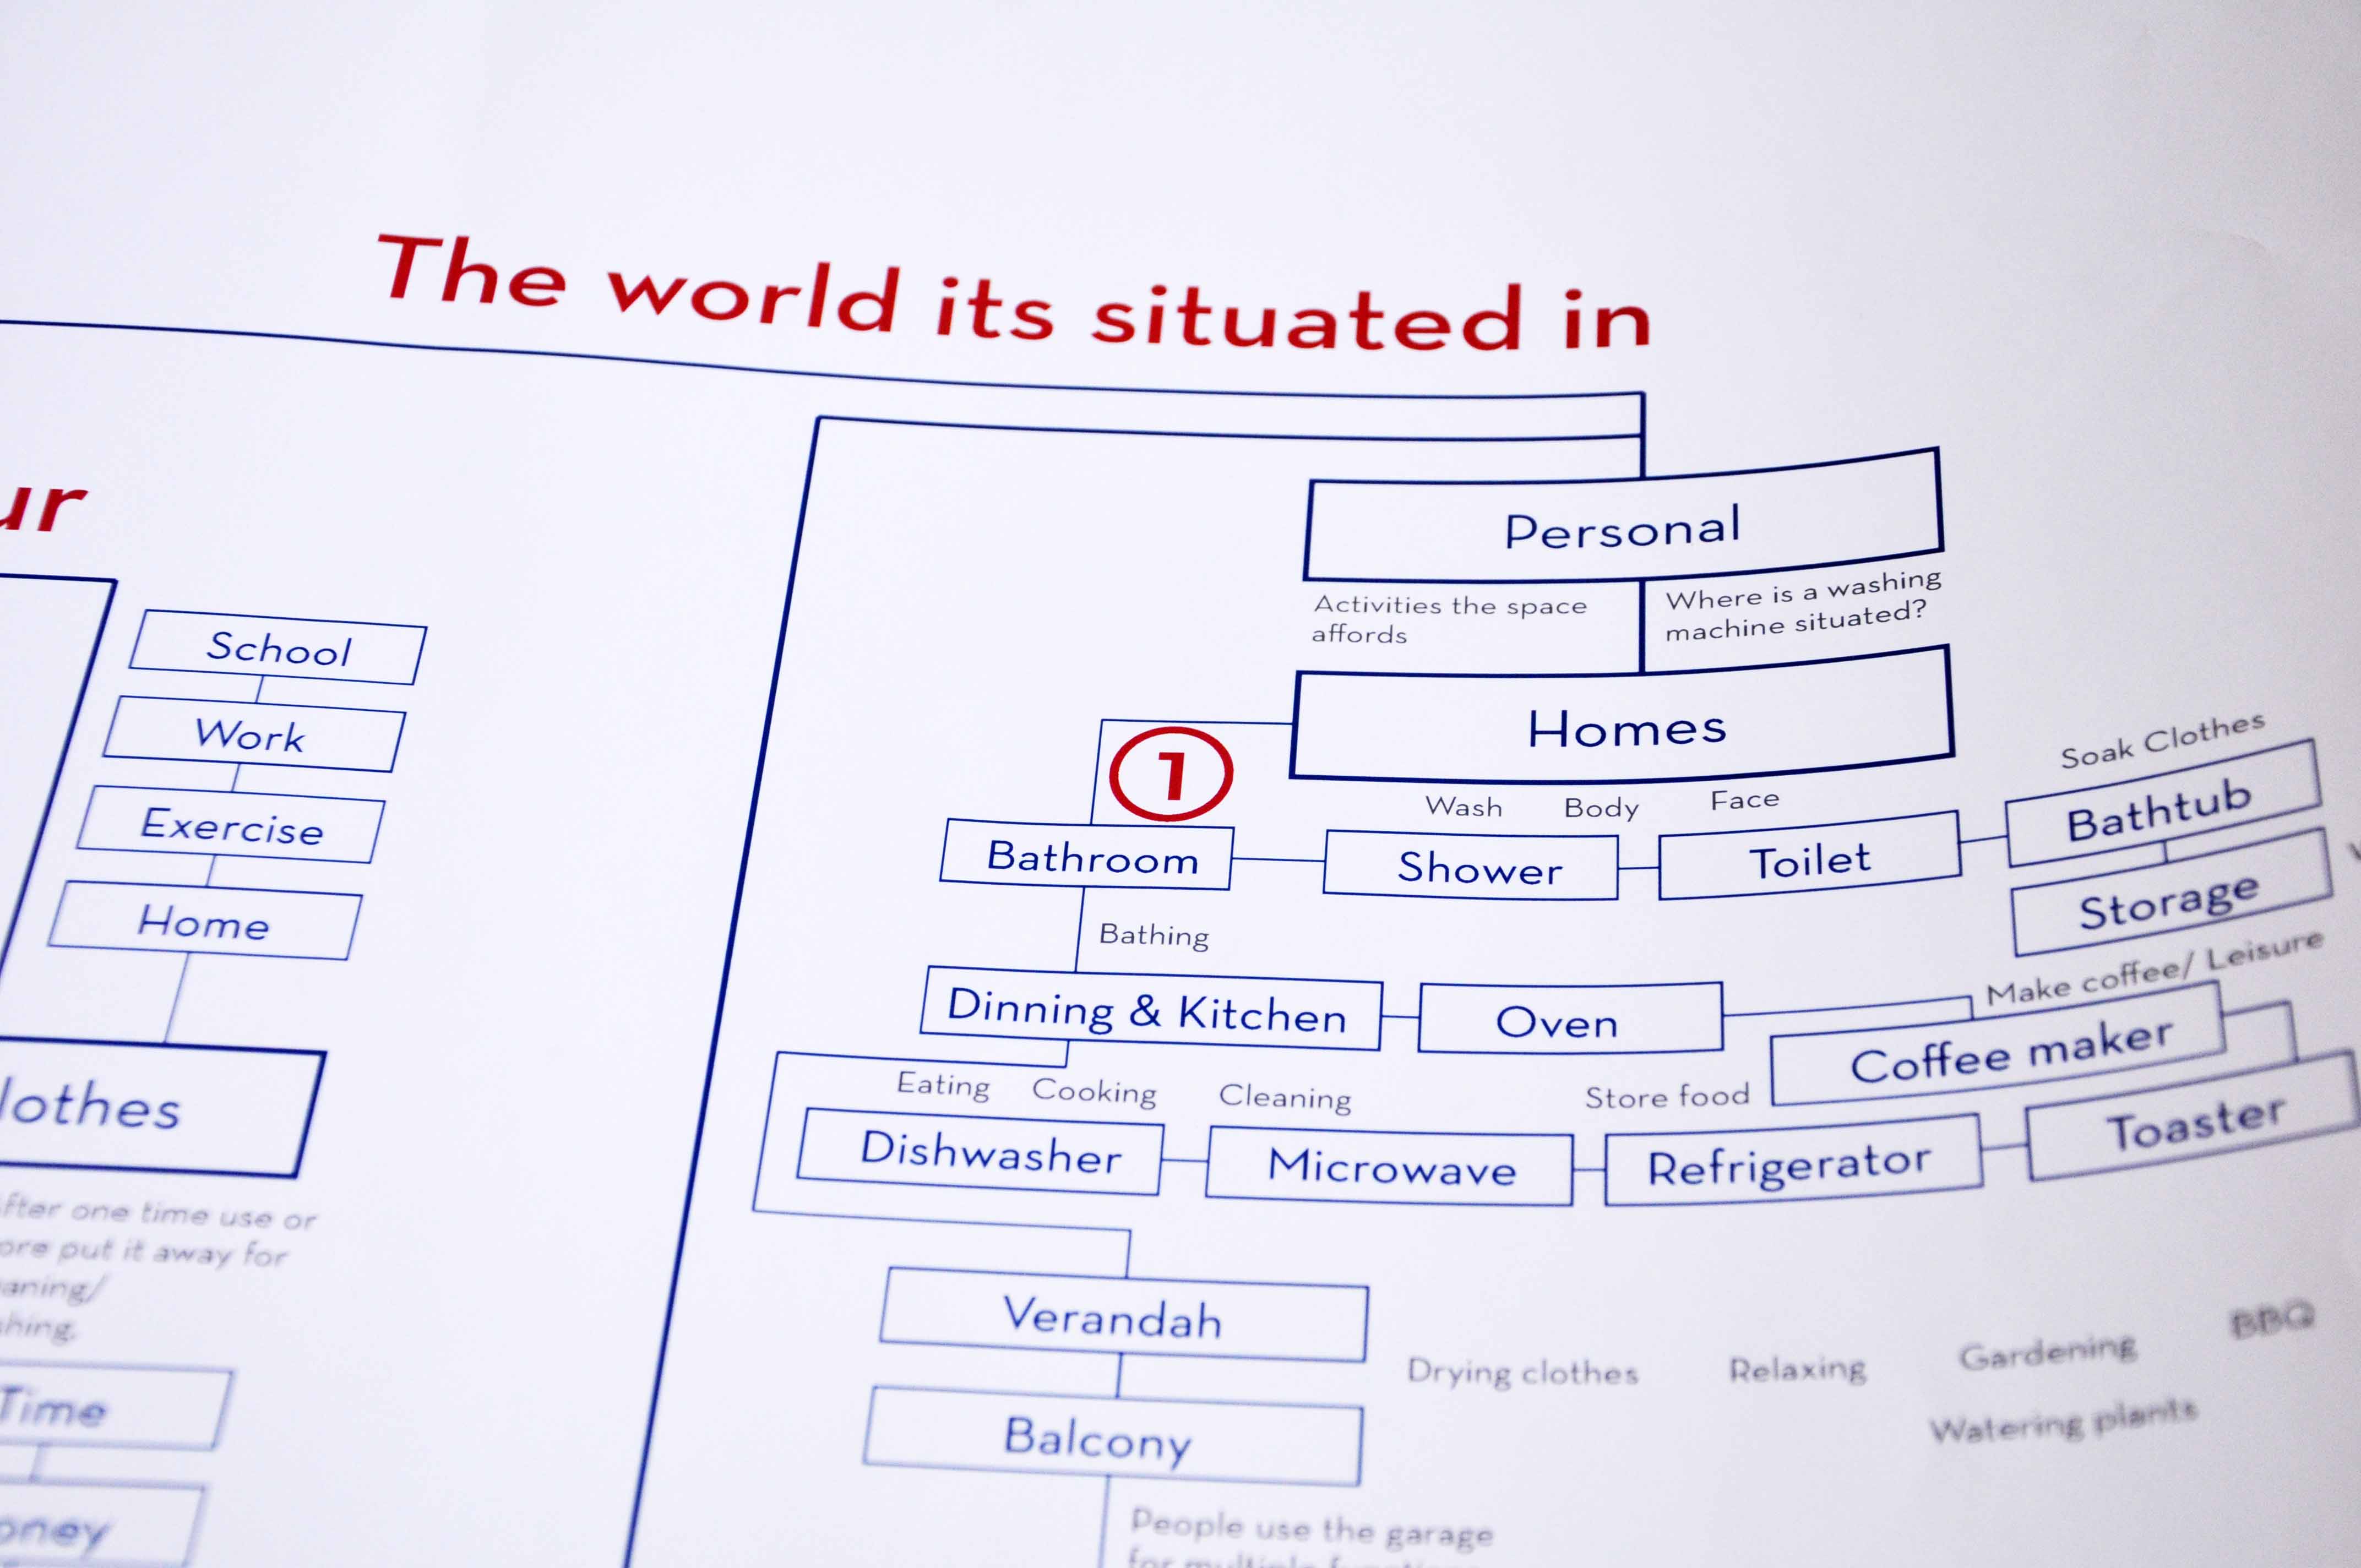 The world its situated in
Personal
Activities the space
affords
Where is a washing
machine situated?
Homes
1
Wash Body Face
Soak Clothes
Bathroom
Shower
Toilet
Bathtub
Storage
Bathing
Dinning & Kitchen
Oven
Make coffee/ Leisure
Coffee maker
Toaster
Eating Cooking Cleaning Store food
Dishwasher
Microwave
Refrigerator
Verandah
Drying clothes Relaxing Gardening BBQ
Watering plants
Balcony
People use the garage
for multiple
ur
School
Work
Exercise
Home
lothes
fter one time use or
ore put it away for
aning/
hing.
Time
oney